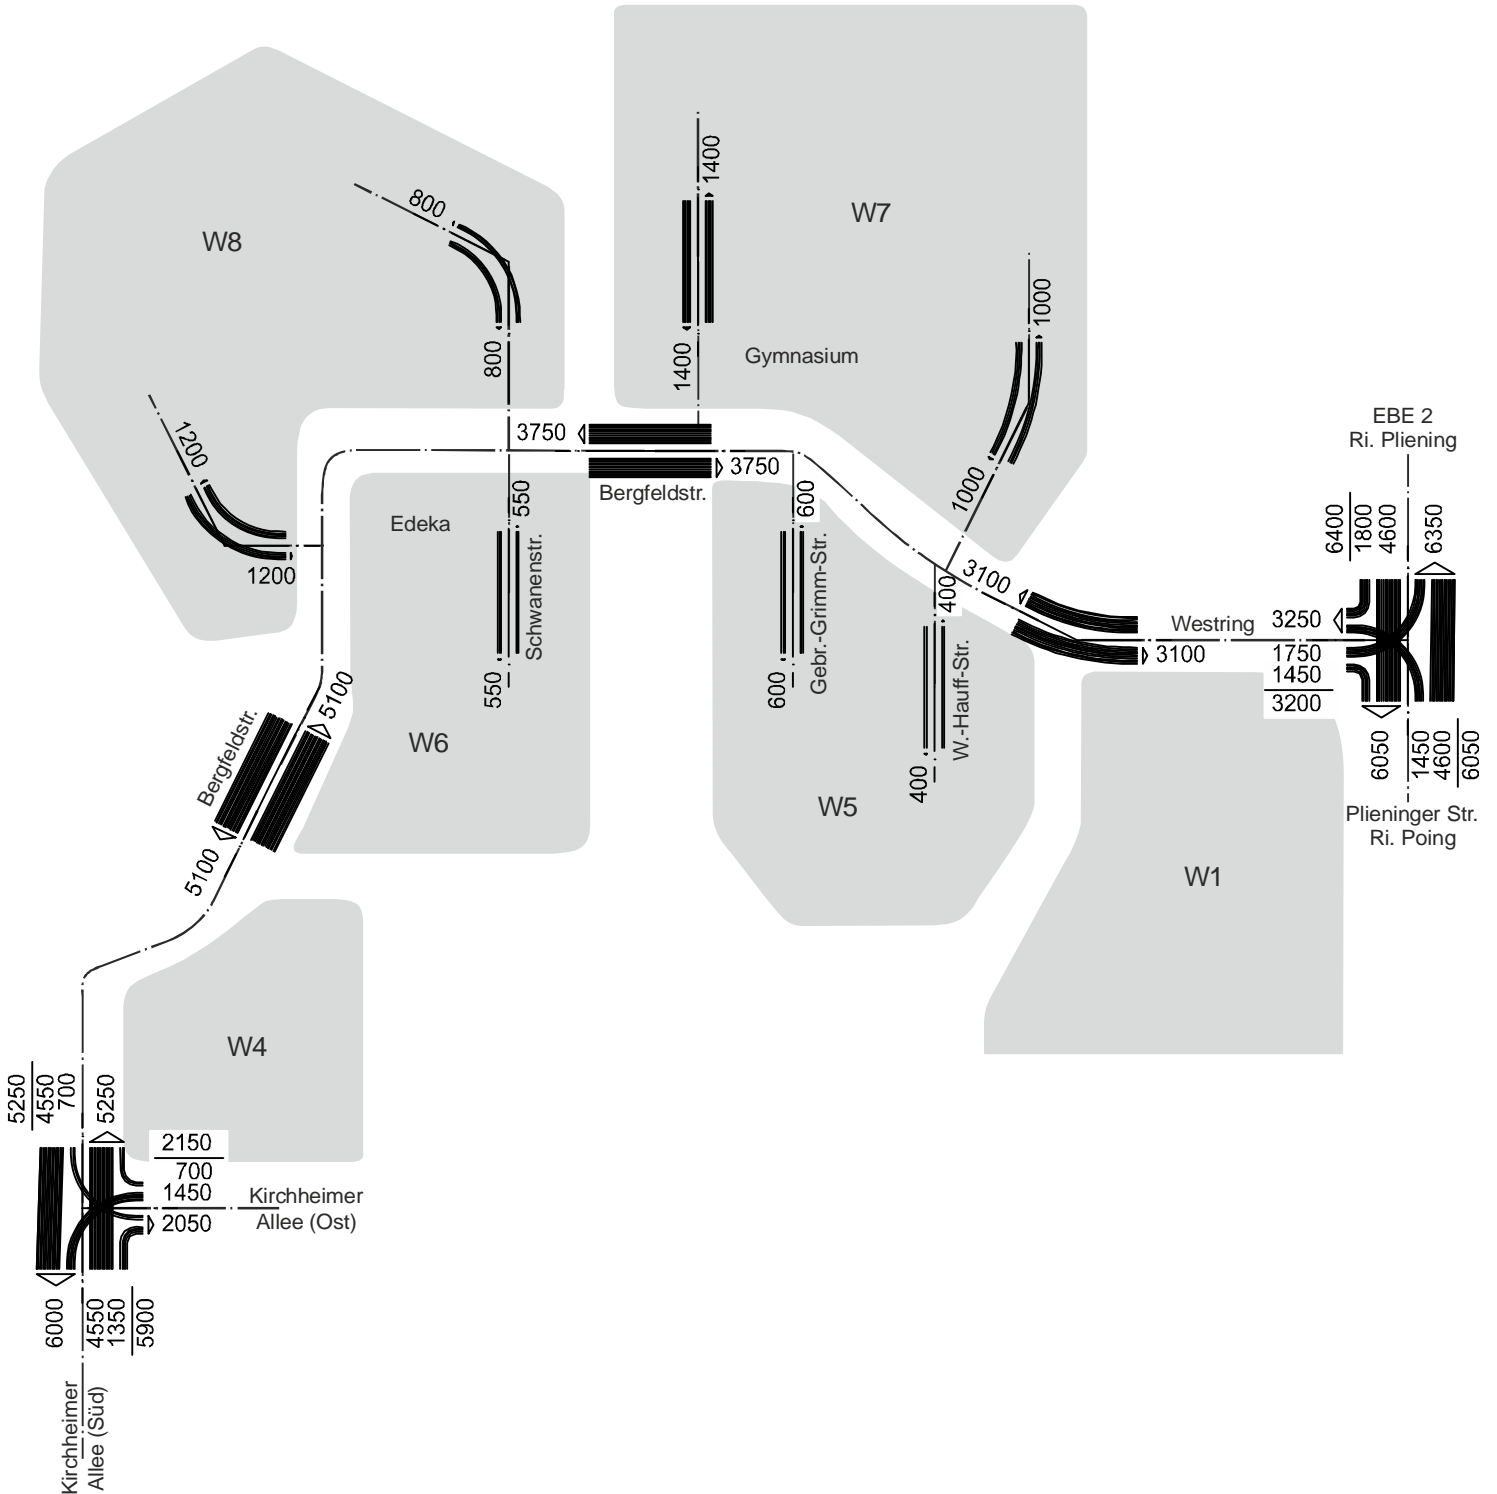 1400
800
W7
W8
1000
1400
Gymnasium
800
EBE 2
Ri. Pliening
1200
3750
3750
Bergfeldstr.
1000
550
600
Edeka
6400
1800
4600
6350
1200
3100
400
Schwanenstr.
Gebr.-Grimm-Str.
W.-Hauff-Str.
Westring
3250
3100
1750
1450
3200
550
600
5100
Bergfeldstr.
W6
400
6050
1450
4600
6050
W5
Plieninger Str.
Ri. Poing
5100
W1
W4
5250
4550
700
5250
2150
700
1450
2050
Kirchheimer
Allee (Ost)
6000
4550
1350
5900
Kirchheimer
Allee (Süd)